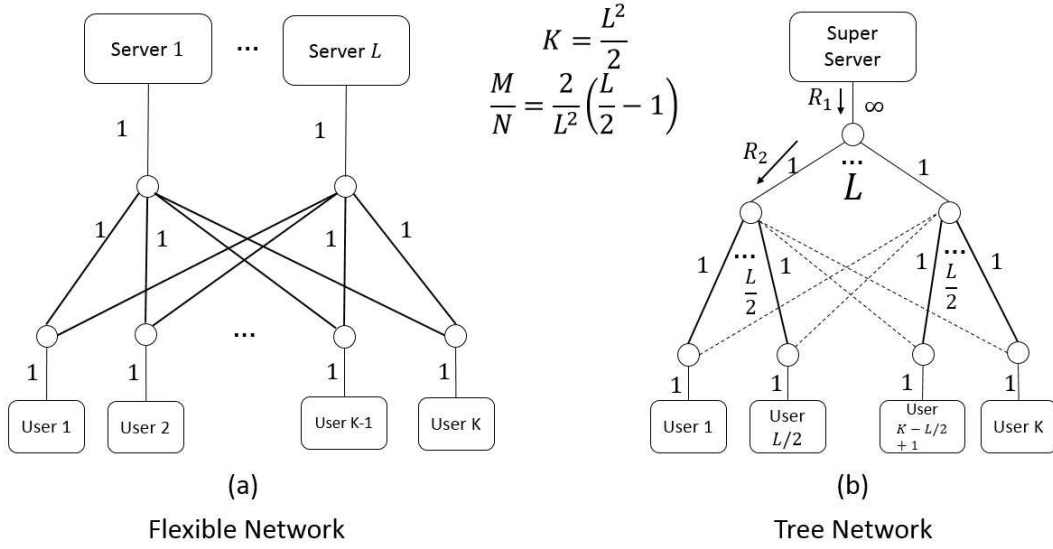 Server 1 ... Server L
K = L²/2
M/N = 2/L² (L/2 − 1)
Super
Server
R₁ ∞
1 1
R₂ 1 ... 1
L
1 1 1 1
1 ... 1 1 ... 1
L/2 L/2
...
1 1 1 1
1 1 1 1
User 1 User 2 User K-1 User K
User 1 User L/2 User K − L/2 + 1 User K
(a) (b)
Flexible Network Tree Network